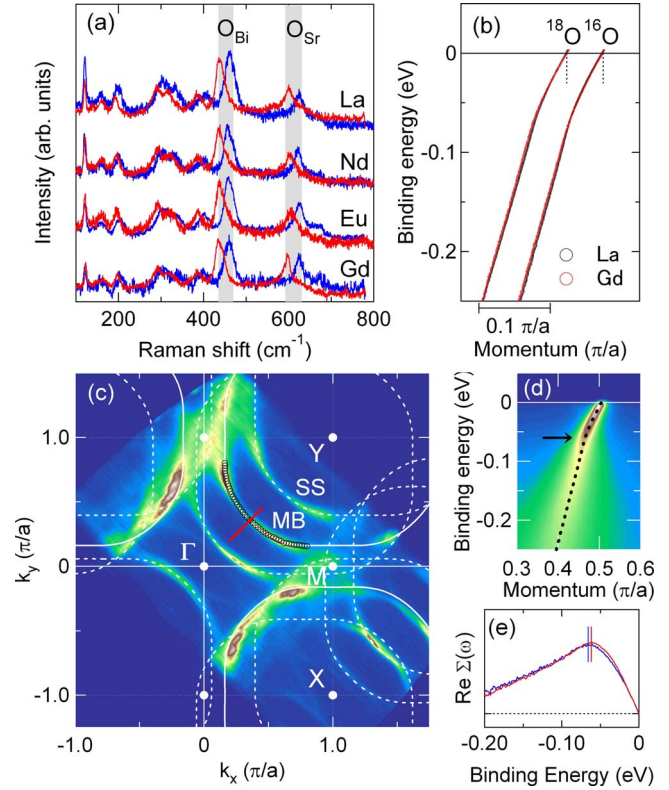 (a)
O_Bi O_Sr
La
Nd
Eu
Gd
Intensity (arb. units)
200 400 600 800
Raman shift (cm⁻¹)
(b)
¹⁸O ¹⁶O
0
-0.1
-0.2
Binding energy (eV)
La
Gd
0.1 π/a
Momentum (π/a)
(c)
1.0
0
-1.0
k_y (π/a)
Y
SS
MB
Γ
M
X
-1.0 0 1.0
k_x (π/a)
(d)
0
-0.1
-0.2
Binding energy (eV)
0.3 0.4 0.5 0.6
Momentum (π/a)
(e)
Re Σ(ω)
-0.20 -0.10 0
Binding Energy (eV)